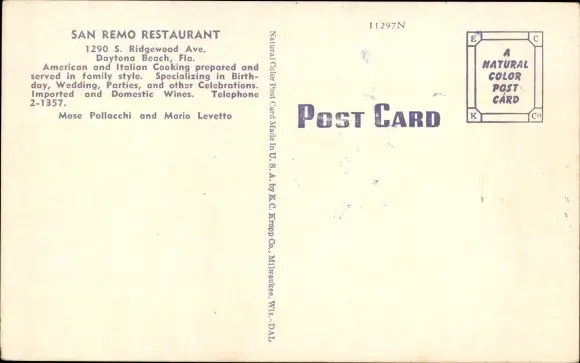 SAN REMO RESTAURANT
1290 S. Ridgewood Ave.
Daytona Beach, Fla.
American and Italian Cooking prepared and
served in family style. Specializing in Birth-
day, Wedding, Parties, and other Celebrations.
Imported and Domestic Wines. Telephone
2-1357.
Mose Pollacchi and Mario Levetto
Natural Color Post Card Made in U. S. A. by E. C. Kropp Co., Milwaukee, Wis.-DAL
11297N
POST CARD
E C
A
NATURAL
COLOR
POST
CARD
K Co